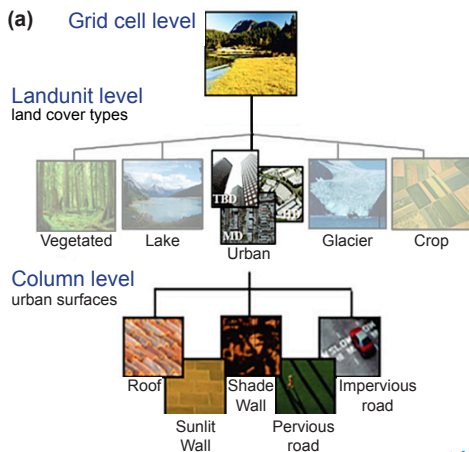 (a)
Grid cell level
Landunit level
land cover types
TBD
MD
Vegetated
Lake
Urban
Glacier
Crop
Column level
urban surfaces
SLOW
Roof
Shade
Wall
Impervious
road
Sunlit
Wall
Pervious
road